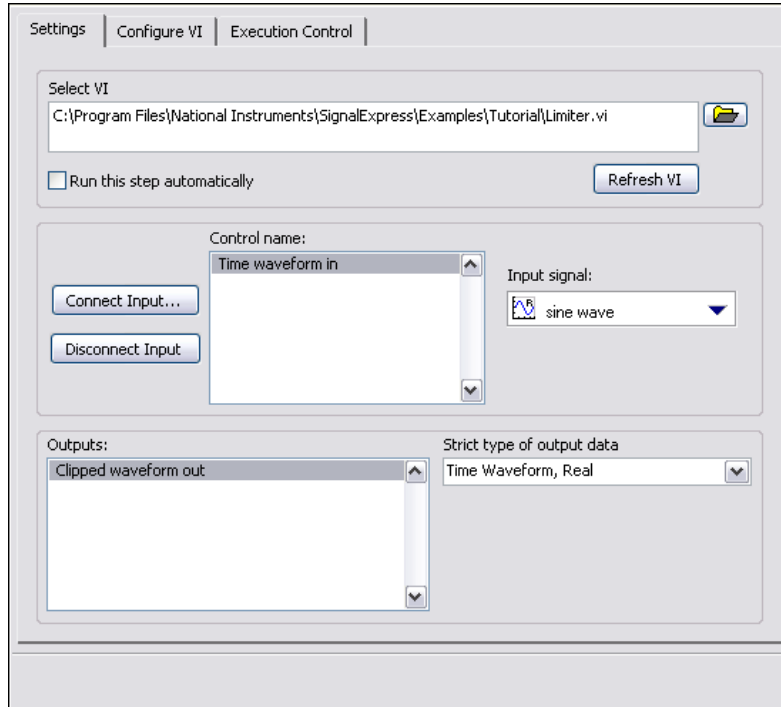 Settings
Configure VI
Execution Control
Select VI
C:\Program Files\National Instruments\SignalExpress\Examples\Tutorial\Limiter.vi
Run this step automatically
Refresh VI
Control name:
Time waveform in
Input signal:
Connect Input...
R
sine wave
Disconnect Input
Outputs:
Strict type of output data
Clipped waveform out
Time Waveform, Real